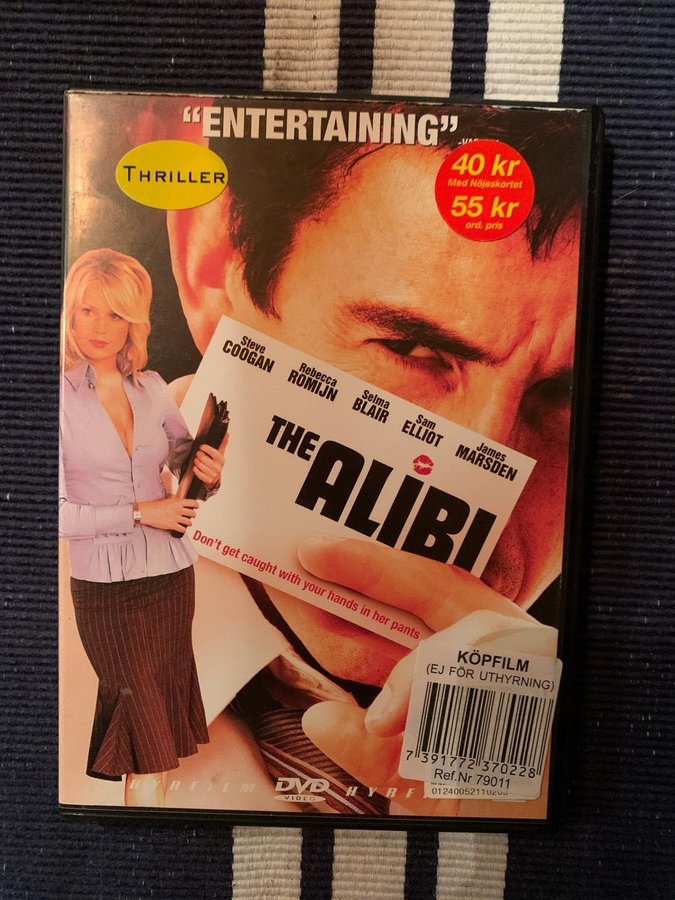 “ENTERTAINING”
THRILLER
40 kr
Med Nöjeskortet
55 kr
ord. pris
Steve
COOGAN
Rebecca
ROMIJN
Selma
BLAIR
Sam
ELLIOT
James
MARSDEN
THE
ALIBI
Don't get caught with your hands in her pants
KÖPFILM
(EJ FÖR UTHYRNING)
7 391772 370228
Ref.Nr 79011
DVD
VIDEO